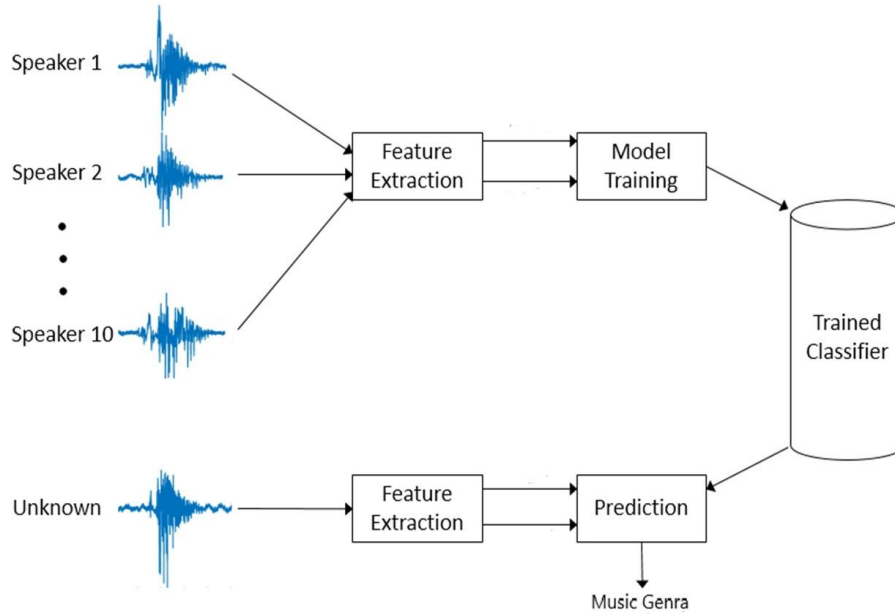 Speaker 1
Speaker 2
Speaker 10
Feature
Extraction
Model
Training
Trained
Classifier
Unknown
Feature
Extraction
Prediction
Music Genra